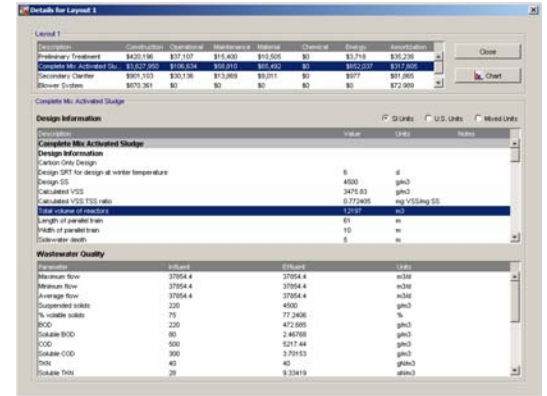 Details for Layout 1
Layout 1
Description Construction Operational Maintenance Material Chemical Energy Amortization
Preliminary Treatment $420,196 $37,107 $15,400 $10,505 $0 $3,718 $35,238
Complete Mix Activated Slu... $3,627,950 $106,634 $58,810 $65,492 $0 $652,037 $317,605
Secondary Clarifier $901,103 $30,136 $13,869 $9,011 $0 $977 $81,865
Blower System $870,361 $0 $0 $0 $0 $0 $72,989
Close
Chart
Complete Mix Activated Sludge
Design Information
SI Units U.S. Units Mixed Units
Description Value Units Notes
Complete Mix Activated Sludge
Design Information
Carbon Only Design
Design SRT for design at winter temperature 6 d
Design SS 4500 g/m3
Calculated VSS 3475.83 g/m3
Calculated VSS:TSS ratio 0.772405 mg VSS/mg SS
Total volume of reactors 12197 m3
Length of parallel train 61 m
Width of parallel train 10 m
Sidewater depth 5 m
Wastewater Quality
Parameter Influent Effluent Units
Maximum flow 37854.4 37854.4 m3/d
Minimum flow 37854.4 37854.4 m3/d
Average flow 37854.4 37854.4 m3/d
Suspended solids 220 4500 g/m3
% volatile solids 75 77.2406 %
BOD 220 472.885 g/m3
Soluble BOD 80 2.46768 g/m3
COD 500 5217.44 g/m3
Soluble COD 300 3.70153 g/m3
TKN 40 40 gN/m3
Soluble TKN 28 9.33419 gN/m3